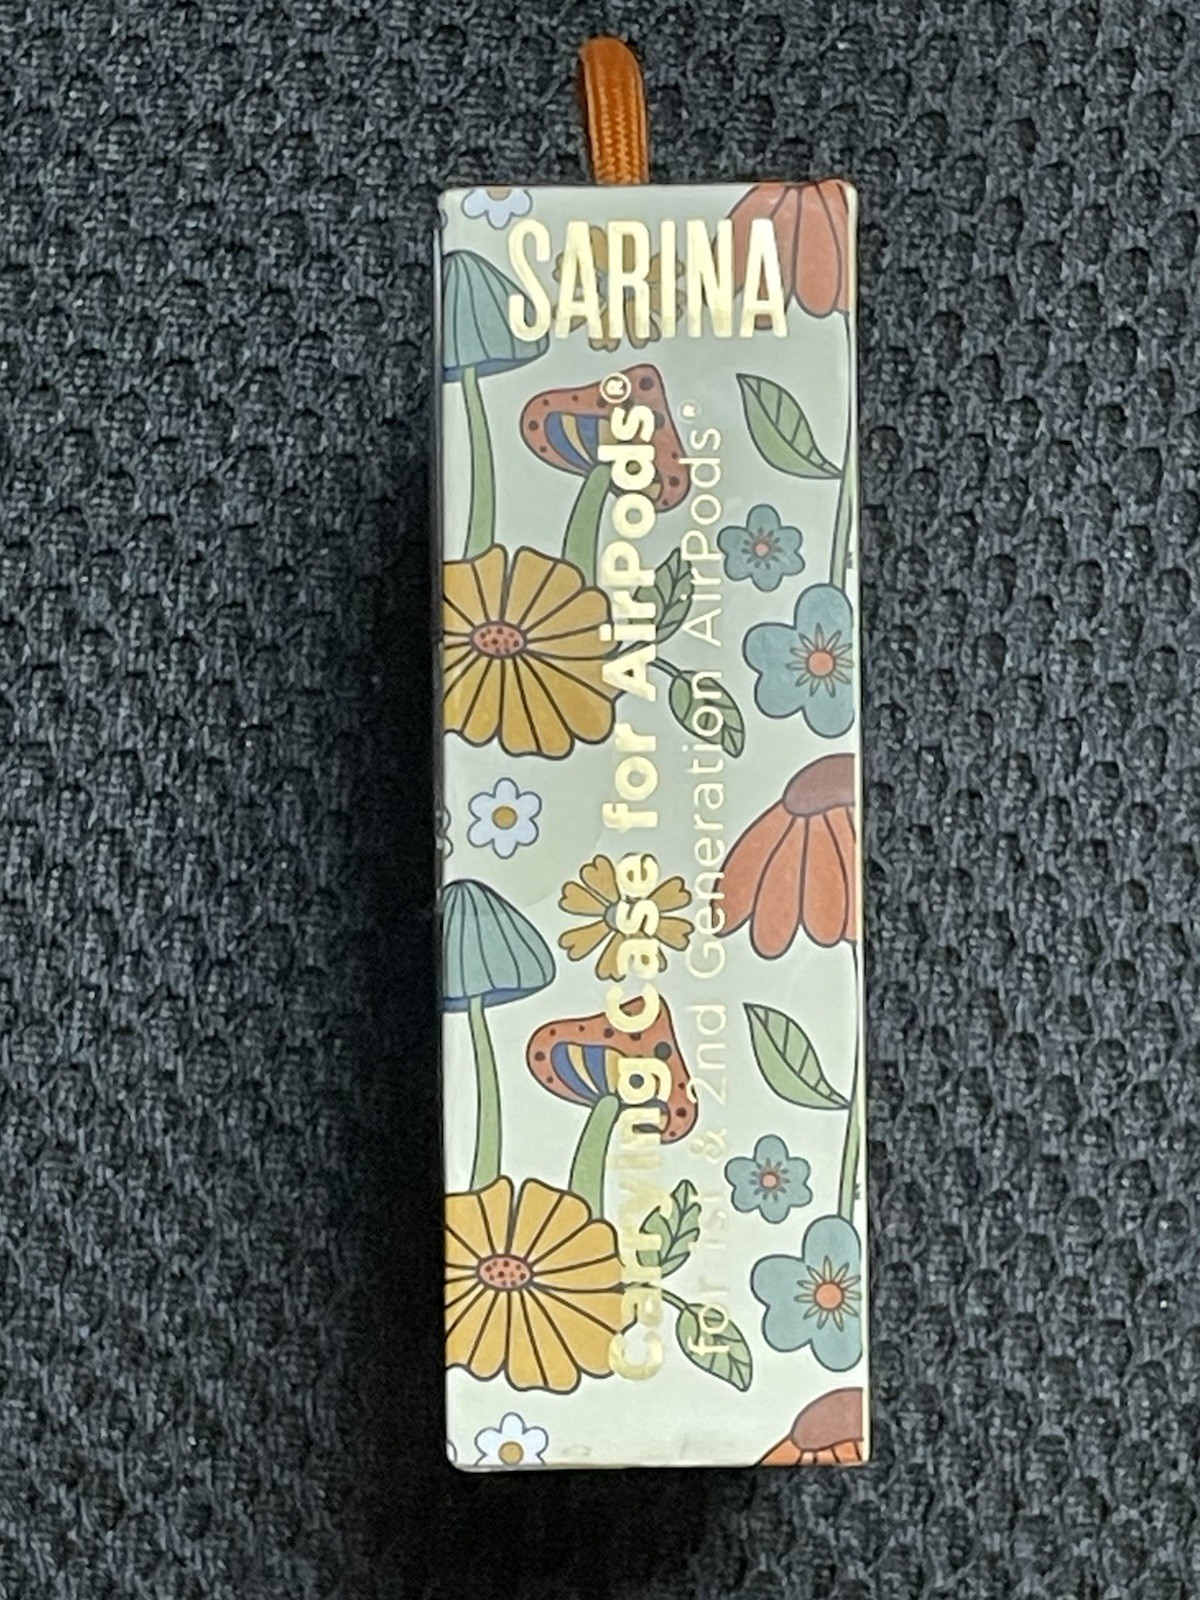 SARINA
Carrying case for AirPods®
for 1st & 2nd Generation AirPods®